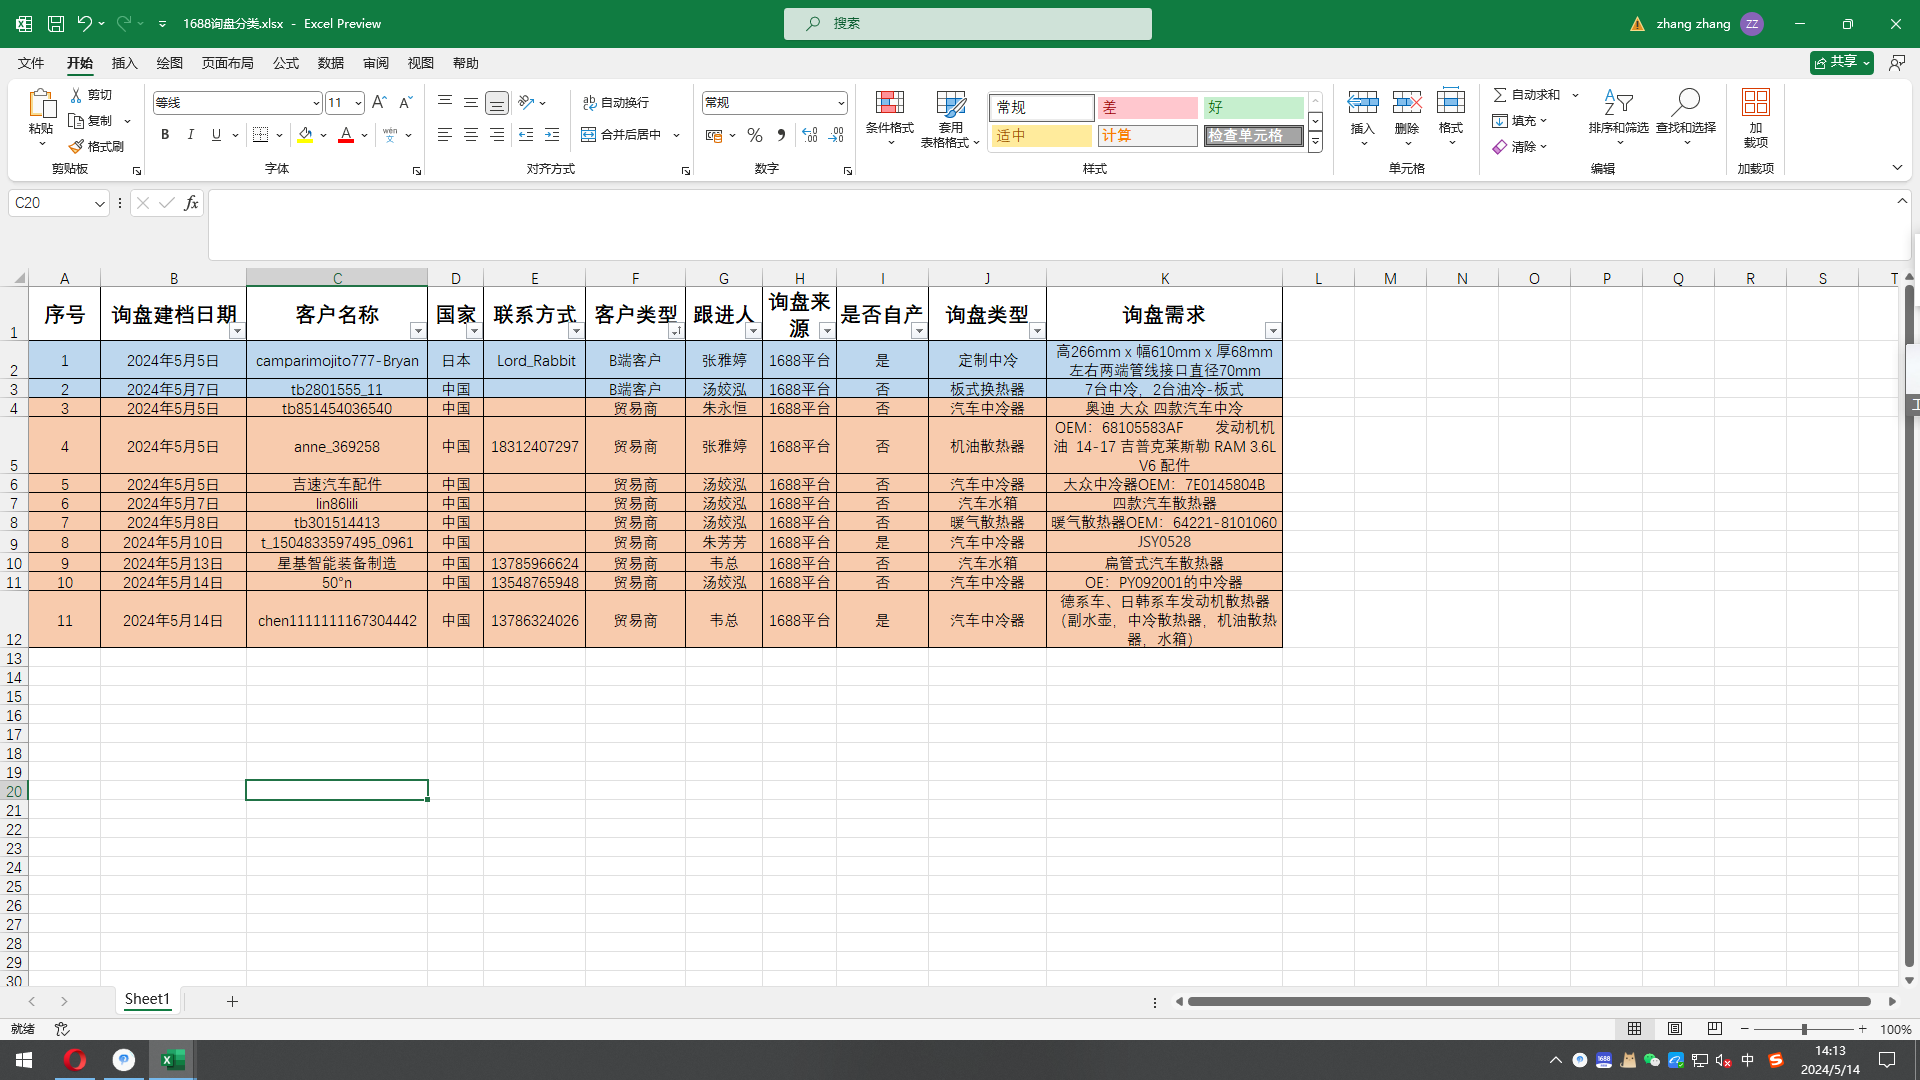 1688询盘分类.xlsx - Excel Preview
搜索
zhang zhang ZZ
文件 开始 插入 绘图 页面布局 公式 数据 审阅 视图 帮助
共享
粘贴 剪切 复制 格式刷
剪贴板
等线 11
B I U
字体
自动换行
合并后居中
对齐方式
常规
数字
条件格式 套用表格格式
常规 差 好
适中 计算 检查单元格
样式
插入 删除 格式
单元格
自动求和
填充
清除
排序和筛选 查找和选择
编辑
加载项
加载项
C20
fx
A B C D E F G H I J K L M N O P Q R S T
1 序号 询盘建档日期 客户名称 国家 联系方式 客户类型 跟进人 询盘来源 是否自产 询盘类型 询盘需求
2 1 2024年5月5日 camparimojito777-Bryan 日本 Lord_Rabbit B端客户 张雅婷 1688平台 是 定制中冷 高266mm x 幅610mm x 厚68mm
左右两端管线接口直径70mm
3 2 2024年5月7日 tb2801555_11 中国 B端客户 汤姣泓 1688平台 否 板式换热器 7台中冷，2台油冷-板式
4 3 2024年5月5日 tb851454036540 中国 贸易商 朱永恒 1688平台 否 汽车中冷器 奥迪 大众 四款汽车中冷
5 4 2024年5月5日 anne_369258 中国 18312407297 贸易商 张雅婷 1688平台 否 机油散热器 OEM：68105583AF 发动机机
油 14-17 吉普克莱斯勒 RAM 3.6L
V6 配件
6 5 2024年5月5日 吉速汽车配件 中国 贸易商 汤姣泓 1688平台 否 汽车中冷器 大众中冷器OEM：7E0145804B
7 6 2024年5月7日 lin86lili 中国 贸易商 汤姣泓 1688平台 否 汽车水箱 四款汽车散热器
8 7 2024年5月8日 tb301514413 中国 贸易商 汤姣泓 1688平台 否 暖气散热器 暖气散热器OEM：64221-8101060
9 8 2024年5月10日 t_1504833597495_0961 中国 贸易商 朱芳芳 1688平台 是 汽车中冷器 JSY0528
10 9 2024年5月13日 星基智能装备制造 中国 13785966624 贸易商 韦总 1688平台 否 汽车水箱 扁管式汽车散热器
11 10 2024年5月14日 50°n 中国 13548765948 贸易商 汤姣泓 1688平台 否 汽车中冷器 OE：PY092001的中冷器
12 11 2024年5月14日 chen1111111167304442 中国 13786324026 贸易商 韦总 1688平台 是 汽车中冷器 德系车、日韩系车发动机散热器
（副水壶，中冷散热器，机油散热
器，水箱）
13
14
15
16
17
18
19
20
21
22
23
24
25
26
27
28
29
30
Sheet1
就绪
100%
中
14:13
2024/5/14